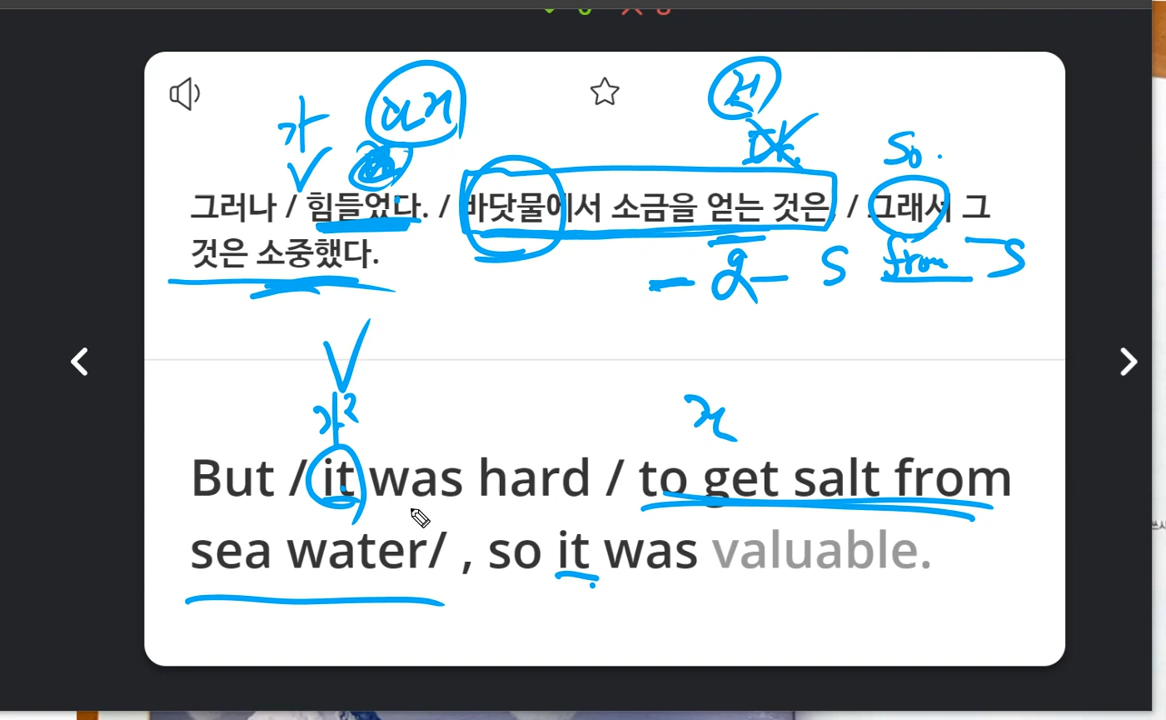 So.
그러나 / 힘들었다. / 바닷물에서 소금을 얻는 것은 / 그래서 그
것은 소중했다.
S from S
But / it was hard / to get salt from
sea water/ , so it was valuable.